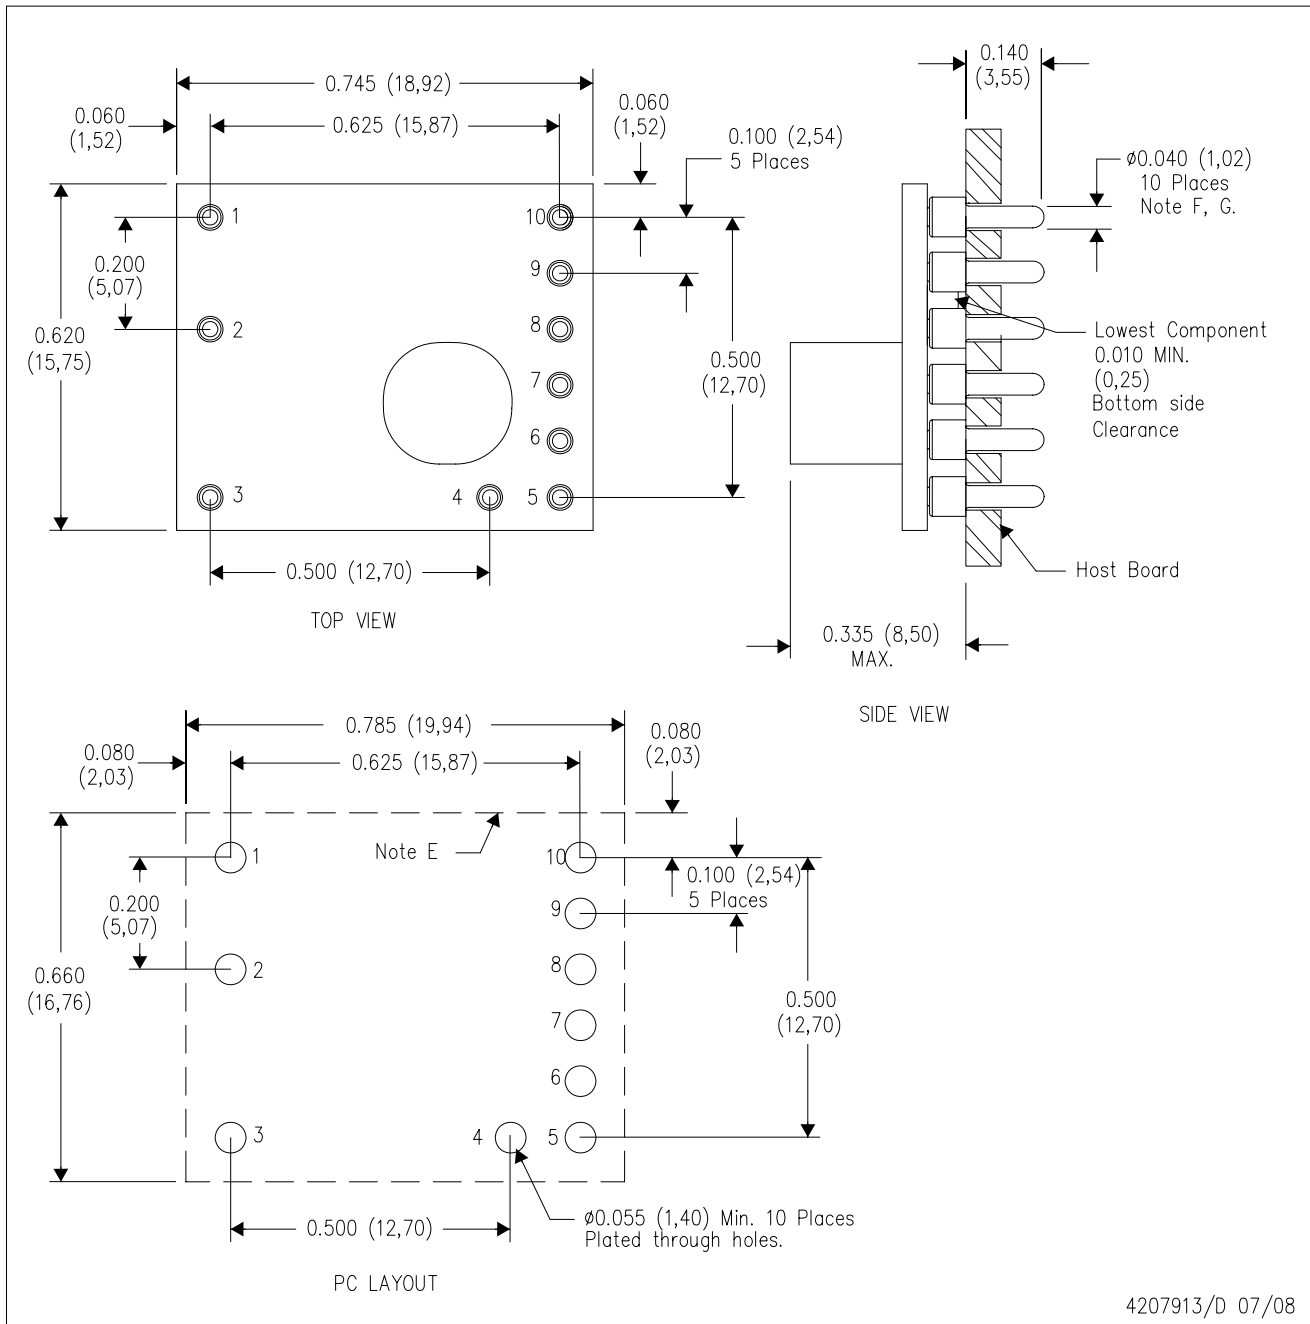 0.745 (18,92)
0.625 (15,87)
0.060
(1,52)
0.060
(1,52)
0.100 (2,54)
5 Places
1
2
3
4
5
6
7
8
9
10
0.200
(5,07)
0.620
(15,75)
0.500
(12,70)
0.500 (12,70)
TOP VIEW
0.140
(3,55)
ø0.040 (1,02)
10 Places
Note F, G.
Lowest Component
0.010 MIN.
(0,25)
Bottom side
Clearance
Host Board
0.335 (8,50)
MAX.
SIDE VIEW
0.785 (19,94)
0.625 (15,87)
0.080
(2,03)
0.080
(2,03)
Note E
0.100 (2,54)
5 Places
1
2
3
4
5
6
7
8
9
10
0.200
(5,07)
0.660
(16,76)
0.500
(12,70)
0.500 (12,70)
ø0.055 (1,40) Min. 10 Places
Plated through holes.
PC LAYOUT
4207913/D 07/08